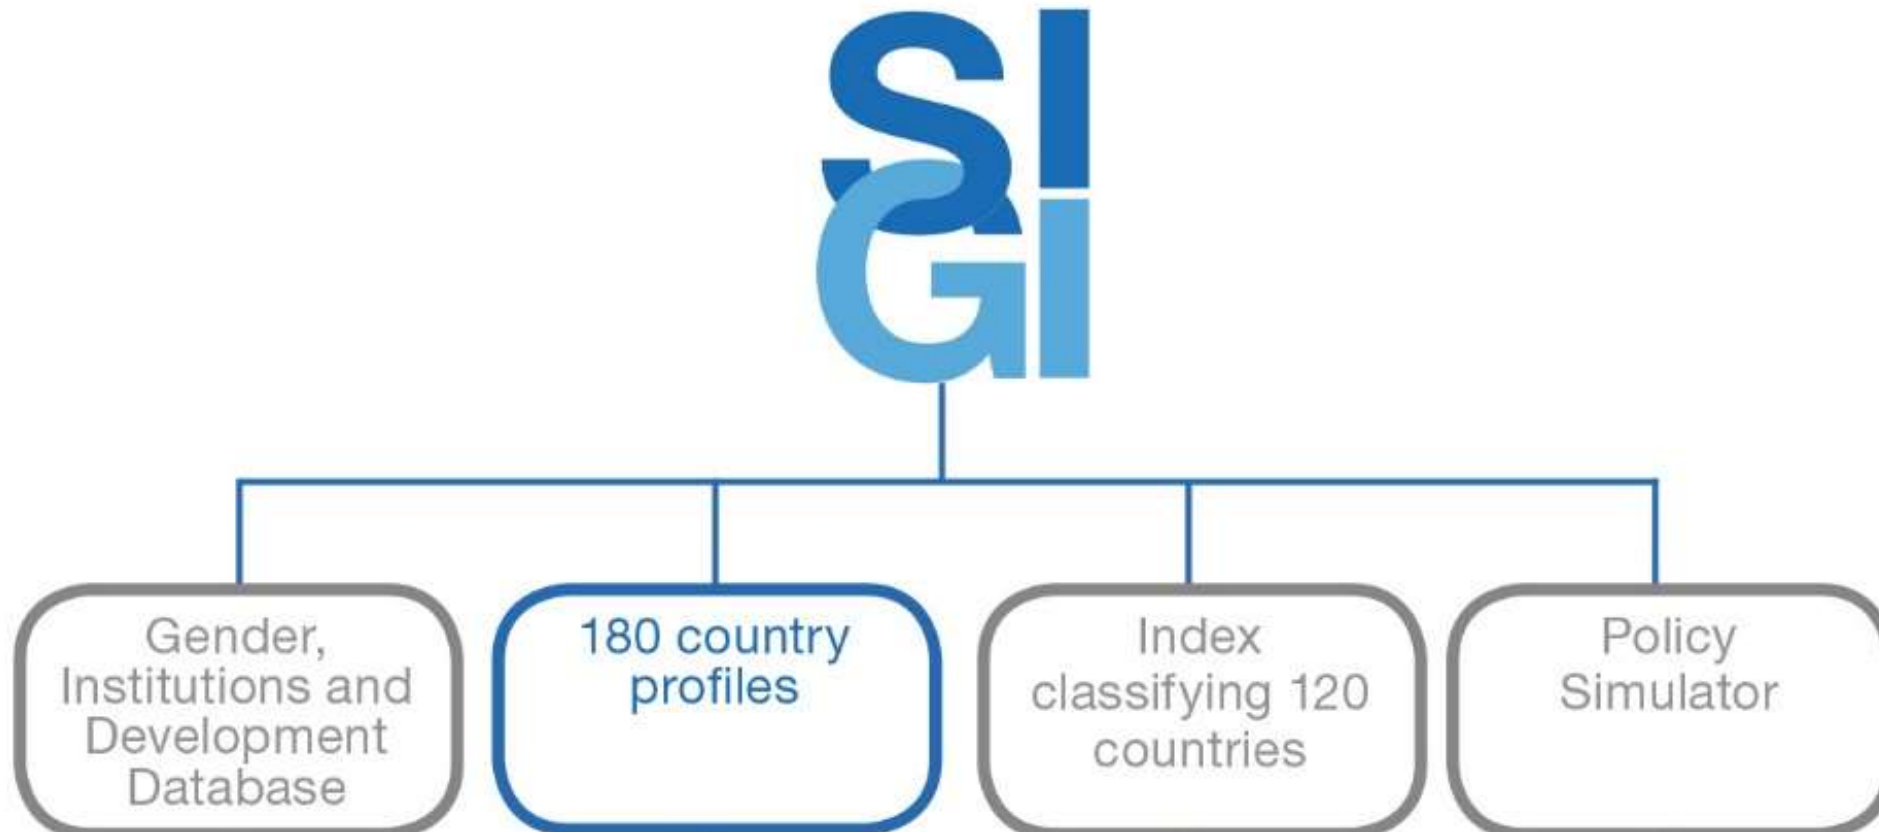 SI
GI
Gender,
Institutions and
Development
Database
180 country
profiles
Index
classifying 120
countries
Policy
Simulator